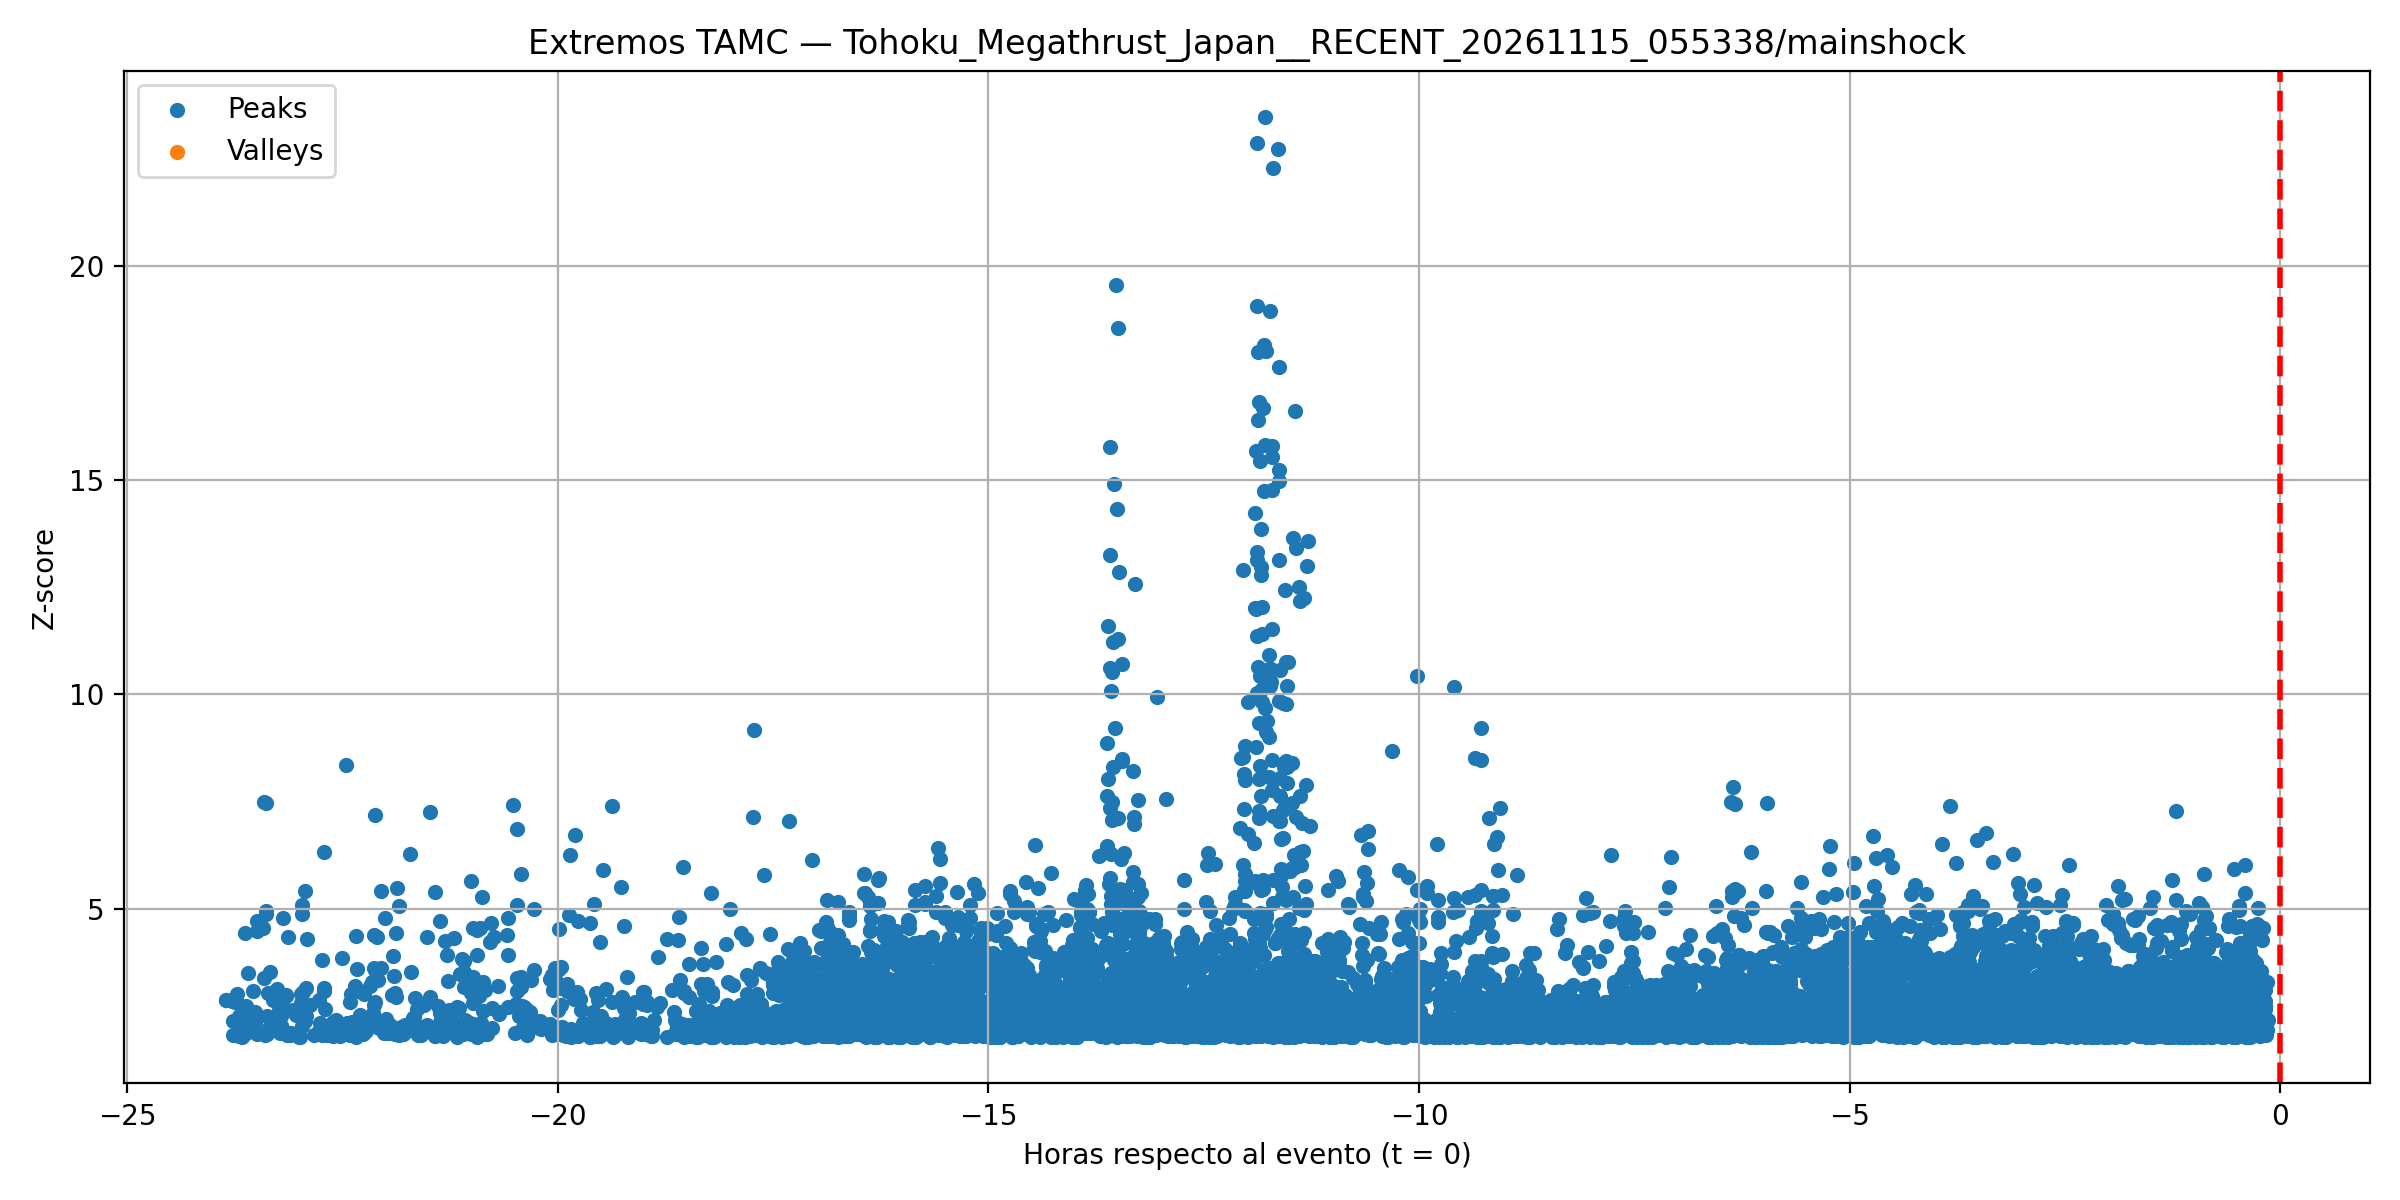 Extremos TAMC — Tohoku_Megathrust_Japan__RECENT_20261115_055338/mainshock
Peaks
Valleys
Z-score
20
15
10
5
−25
−20
−15
−10
−5
0
Horas respecto al evento (t = 0)